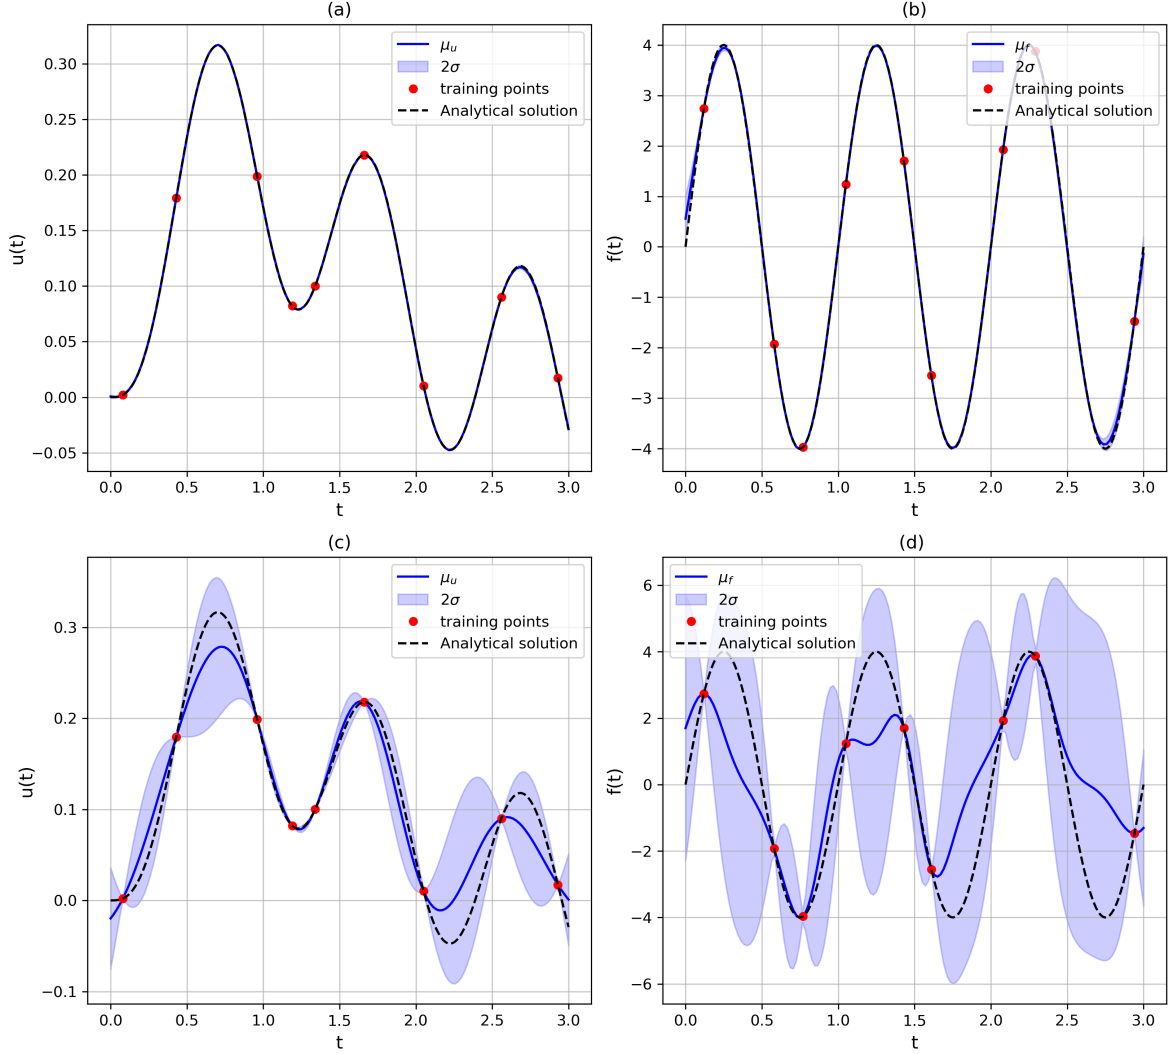 (a)
μu
2σ
training points
Analytical solution
0.30
0.25
0.20
0.15
0.10
0.05
0.00
−0.05
u(t)
0.0 0.5 1.0 1.5 2.0 2.5 3.0
t
(b)
μf
2σ
training points
Analytical solution
4
3
2
1
0
−1
−2
−3
−4
f(t)
0.0 0.5 1.0 1.5 2.0 2.5 3.0
t
(c)
μu
2σ
training points
Analytical solution
0.3
0.2
0.1
0.0
−0.1
u(t)
0.0 0.5 1.0 1.5 2.0 2.5 3.0
t
(d)
μf
2σ
training points
Analytical solution
6
4
2
0
−2
−4
−6
f(t)
0.0 0.5 1.0 1.5 2.0 2.5 3.0
t